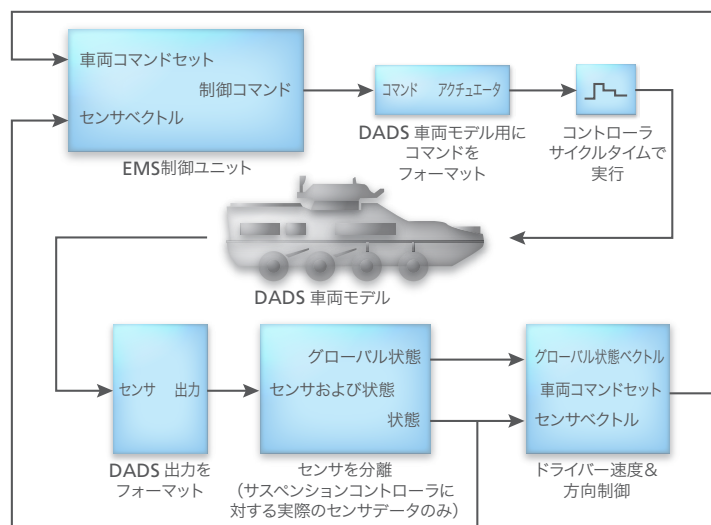 車両コマンドセット
制御コマンド
センサベクトル
EMS制御ユニット
コマンド アクチュエータ
DADS 車両モデル用に
コマンドを
フォーマット
コントローラ
サイクルタイムで
実行
DADS 車両モデル
センサ 出力
DADS 出力を
フォーマット
グローバル状態
センサおよび状態
状態
センサを分離
(サスペンションコントローラに
対する実際のセンサデータのみ)
グローバル状態ベクトル
車両コマンドセット
センサベクトル
ドライバー速度&
方向制御